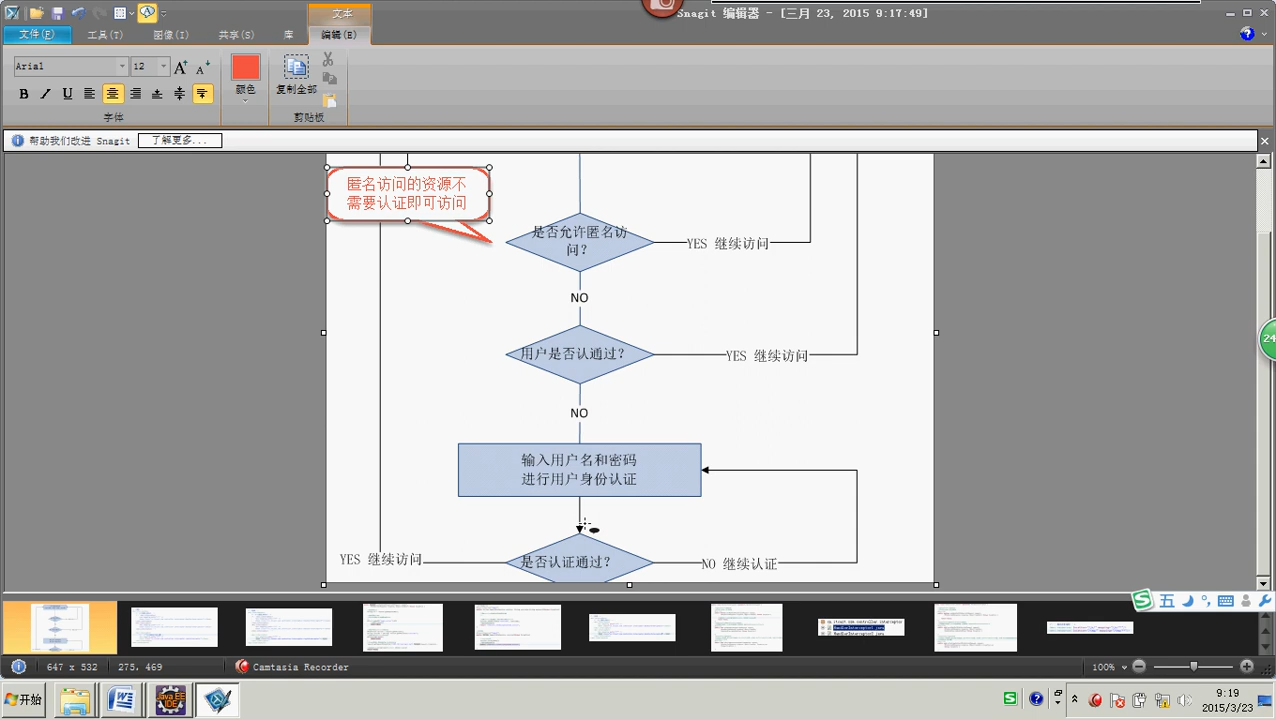 文本
Snagit 编辑器 - [三月 23, 2015 9:17:49]
文件(F) 工具(T) 图像(I) 共享(S) 库 编辑(E)
Arial 12
B I U
颜色
复制全部
字体
剪贴板
帮助我们改进 Snagit 了解更多...
匿名访问的资源不
需要认证即可访问
是否允许匿名访
问?
YES 继续访问
NO
用户是否认通过?
YES 继续访问
NO
输入用户名和密码
进行用户身份认证
YES 继续访问
是否认证通过?
NO 继续认证
24
五
647 x 532 275, 469 Camtasia Recorder
100%
开始
Java EE
IDE
9:19
2015/3/23